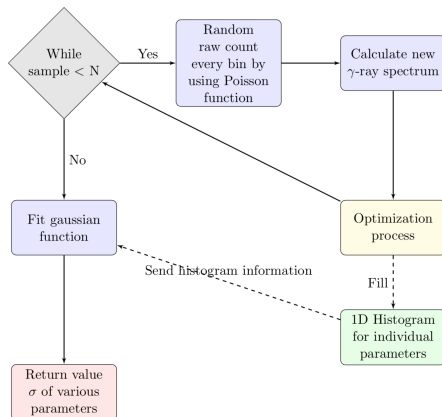 While
sample < N
Yes
Random
raw count
every bin by
using Poisson
function
Calculate new
γ-ray spectrum
No
Fit gaussian
function
Optimization
process
Send histogram information
Fill
1D Histogram
for individual
parameters
Return value
σ of various
parameters